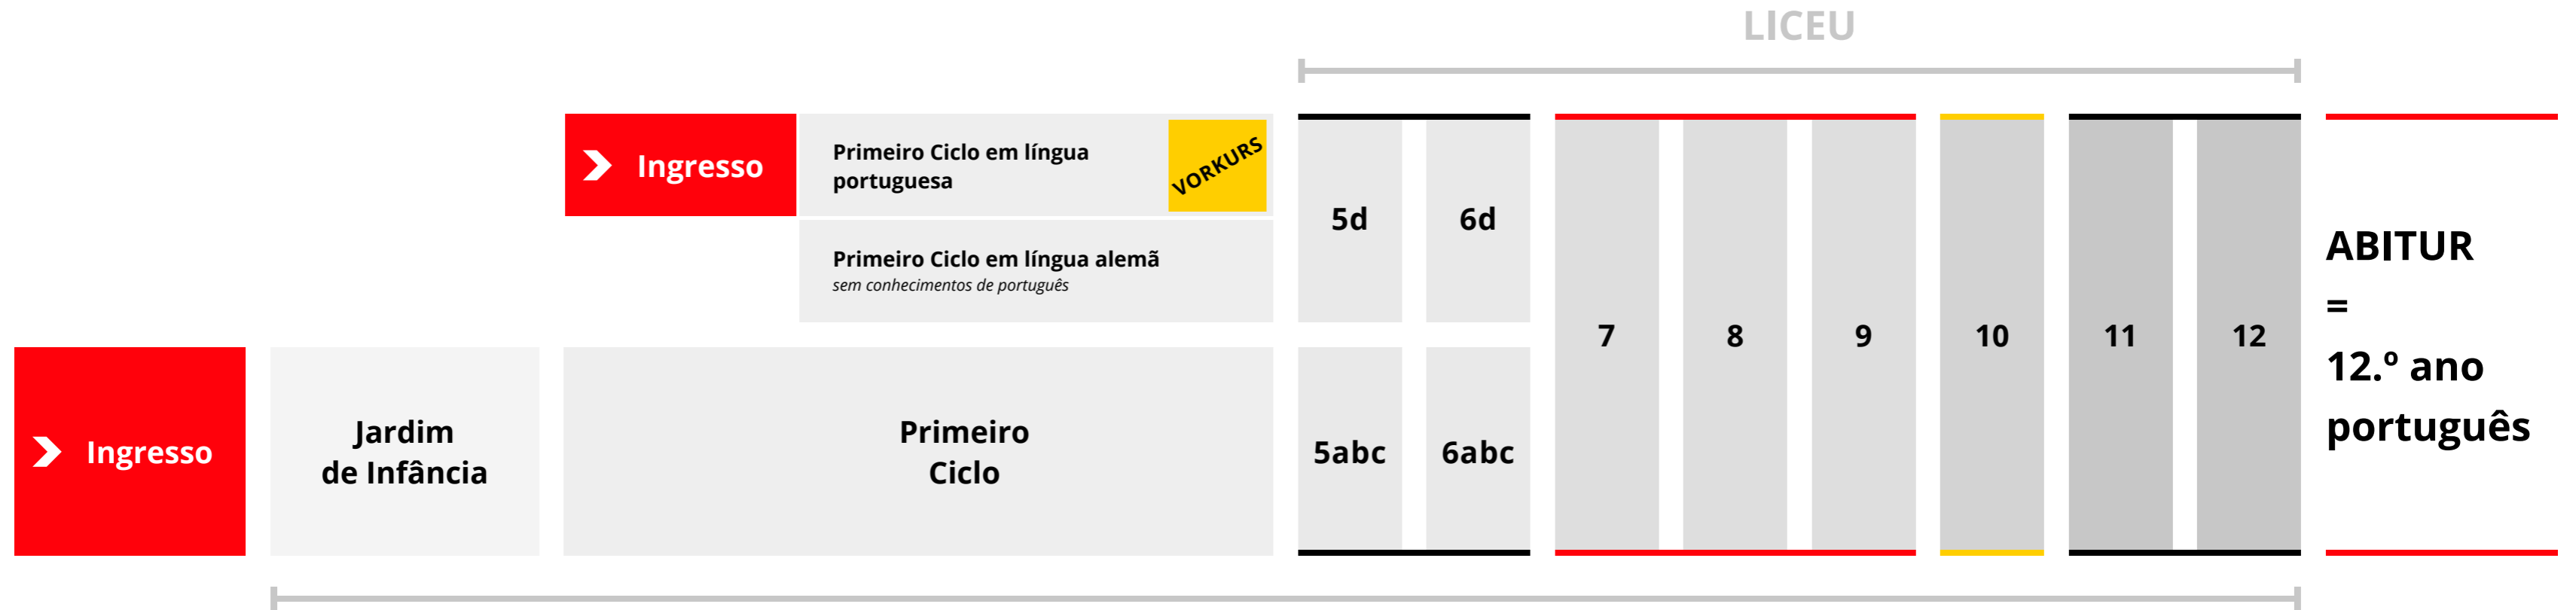 LICEU
Ingresso
Primeiro Ciclo em língua
portuguesa
VORKURS
Primeiro Ciclo em língua alemã
sem conhecimentos de português
5d
6d
7
8
9
10
11
12
ABITUR
=
12.º ano
português
Ingresso
Jardim
de Infância
Primeiro
Ciclo
5abc
6abc